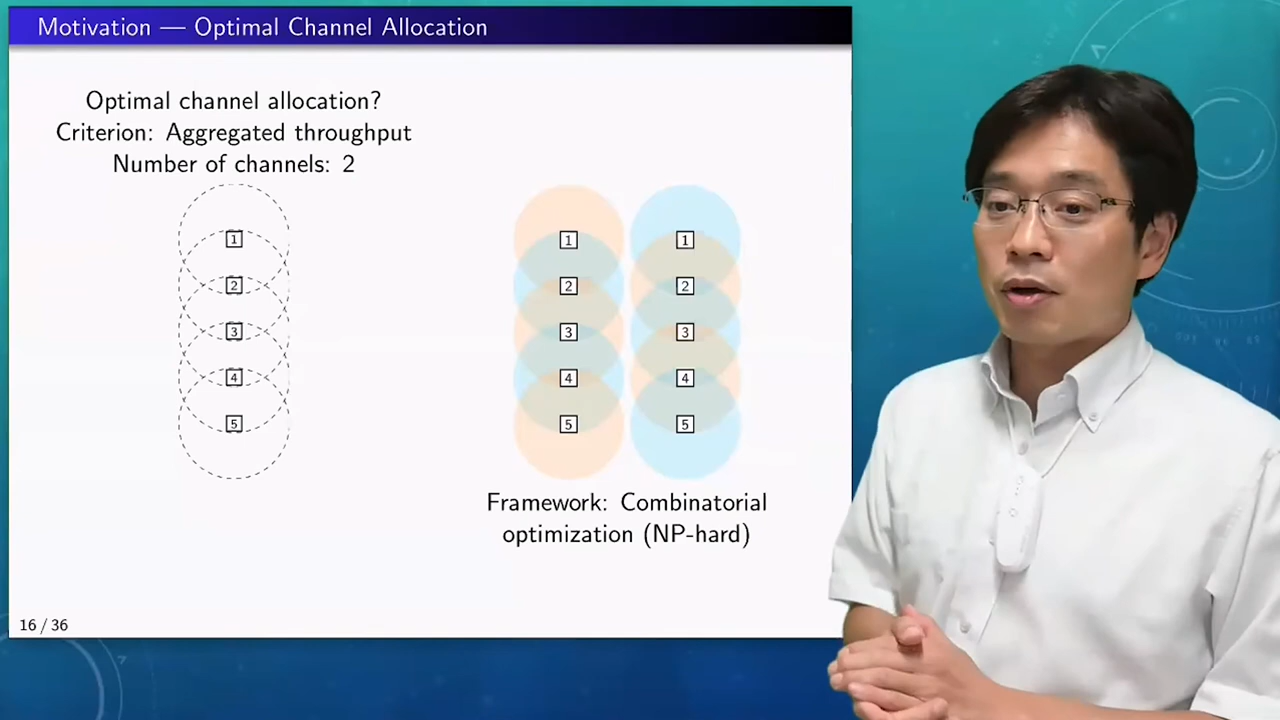 Motivation — Optimal Channel Allocation
Optimal channel allocation?
Criterion: Aggregated throughput
Number of channels: 2
1
2
3
4
5
1 1
2 2
3 3
4 4
5 5
Framework: Combinatorial
optimization (NP-hard)
16 / 36